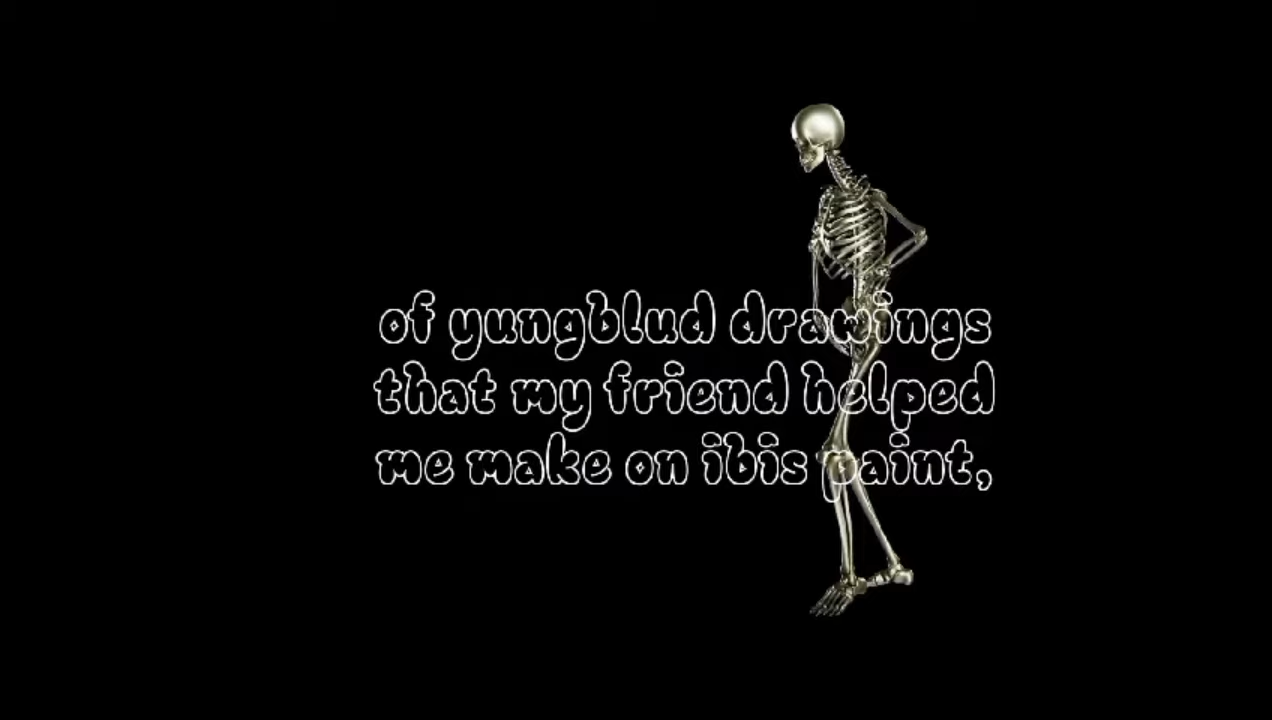 of yungblud drawings
that my friend helped
me make on ibis paint,